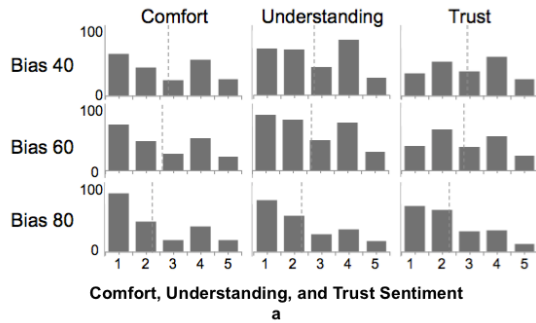 Comfort Understanding Trust
100
Bias 40
0
100
Bias 60
0
100
Bias 80
0
1 2 3 4 5 1 2 3 4 5 1 2 3 4 5
Comfort, Understanding, and Trust Sentiment
a